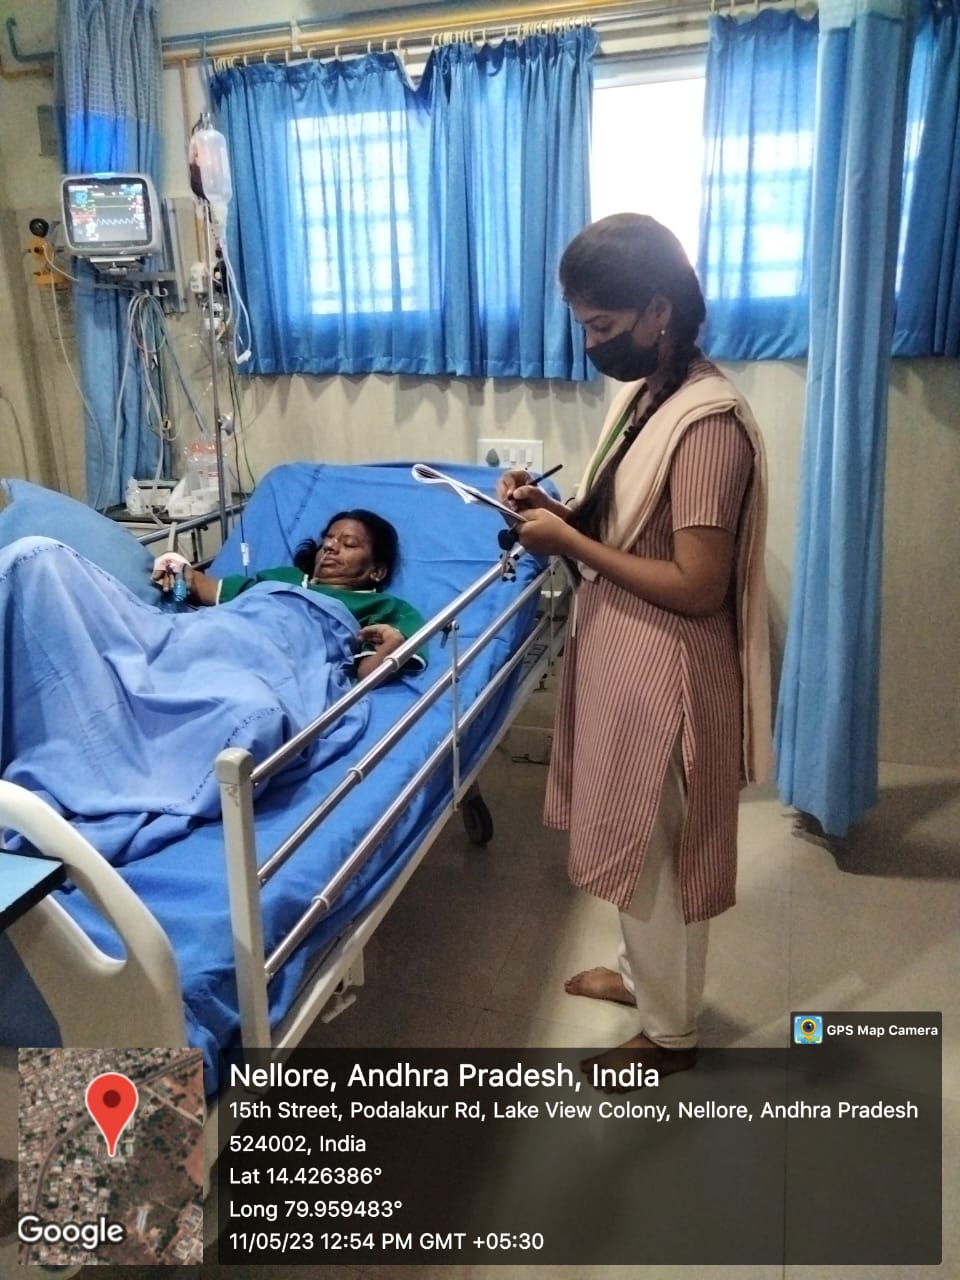 GPS Map Camera
Nellore, Andhra Pradesh, India
15th Street, Podalakur Rd, Lake View Colony, Nellore, Andhra Pradesh
524002, India
Lat 14.426386°
Long 79.959483°
11/05/23 12:54 PM GMT +05:30
Google